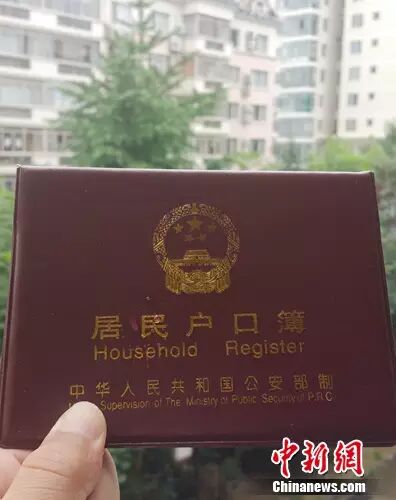 居民户口簿
Household Register
中华人民共和国公安部制
Supervision of The Ministry of Public Security of P.R.C
中新网
Chinanews.com